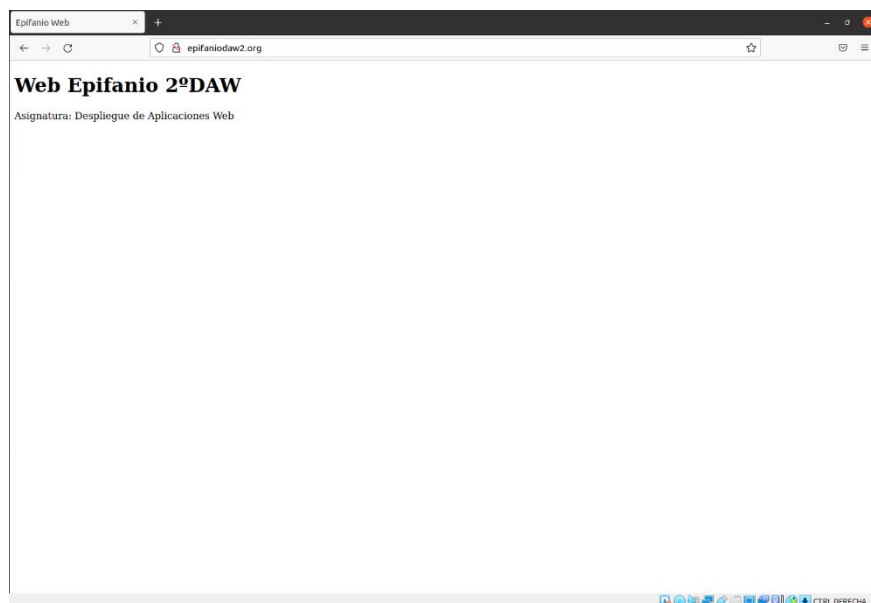 Epifanio Web
epifaniodaw2.org
Web Epifanio 2ºDAW
Asignatura: Despliegue de Aplicaciones Web
CTRL DERECHA